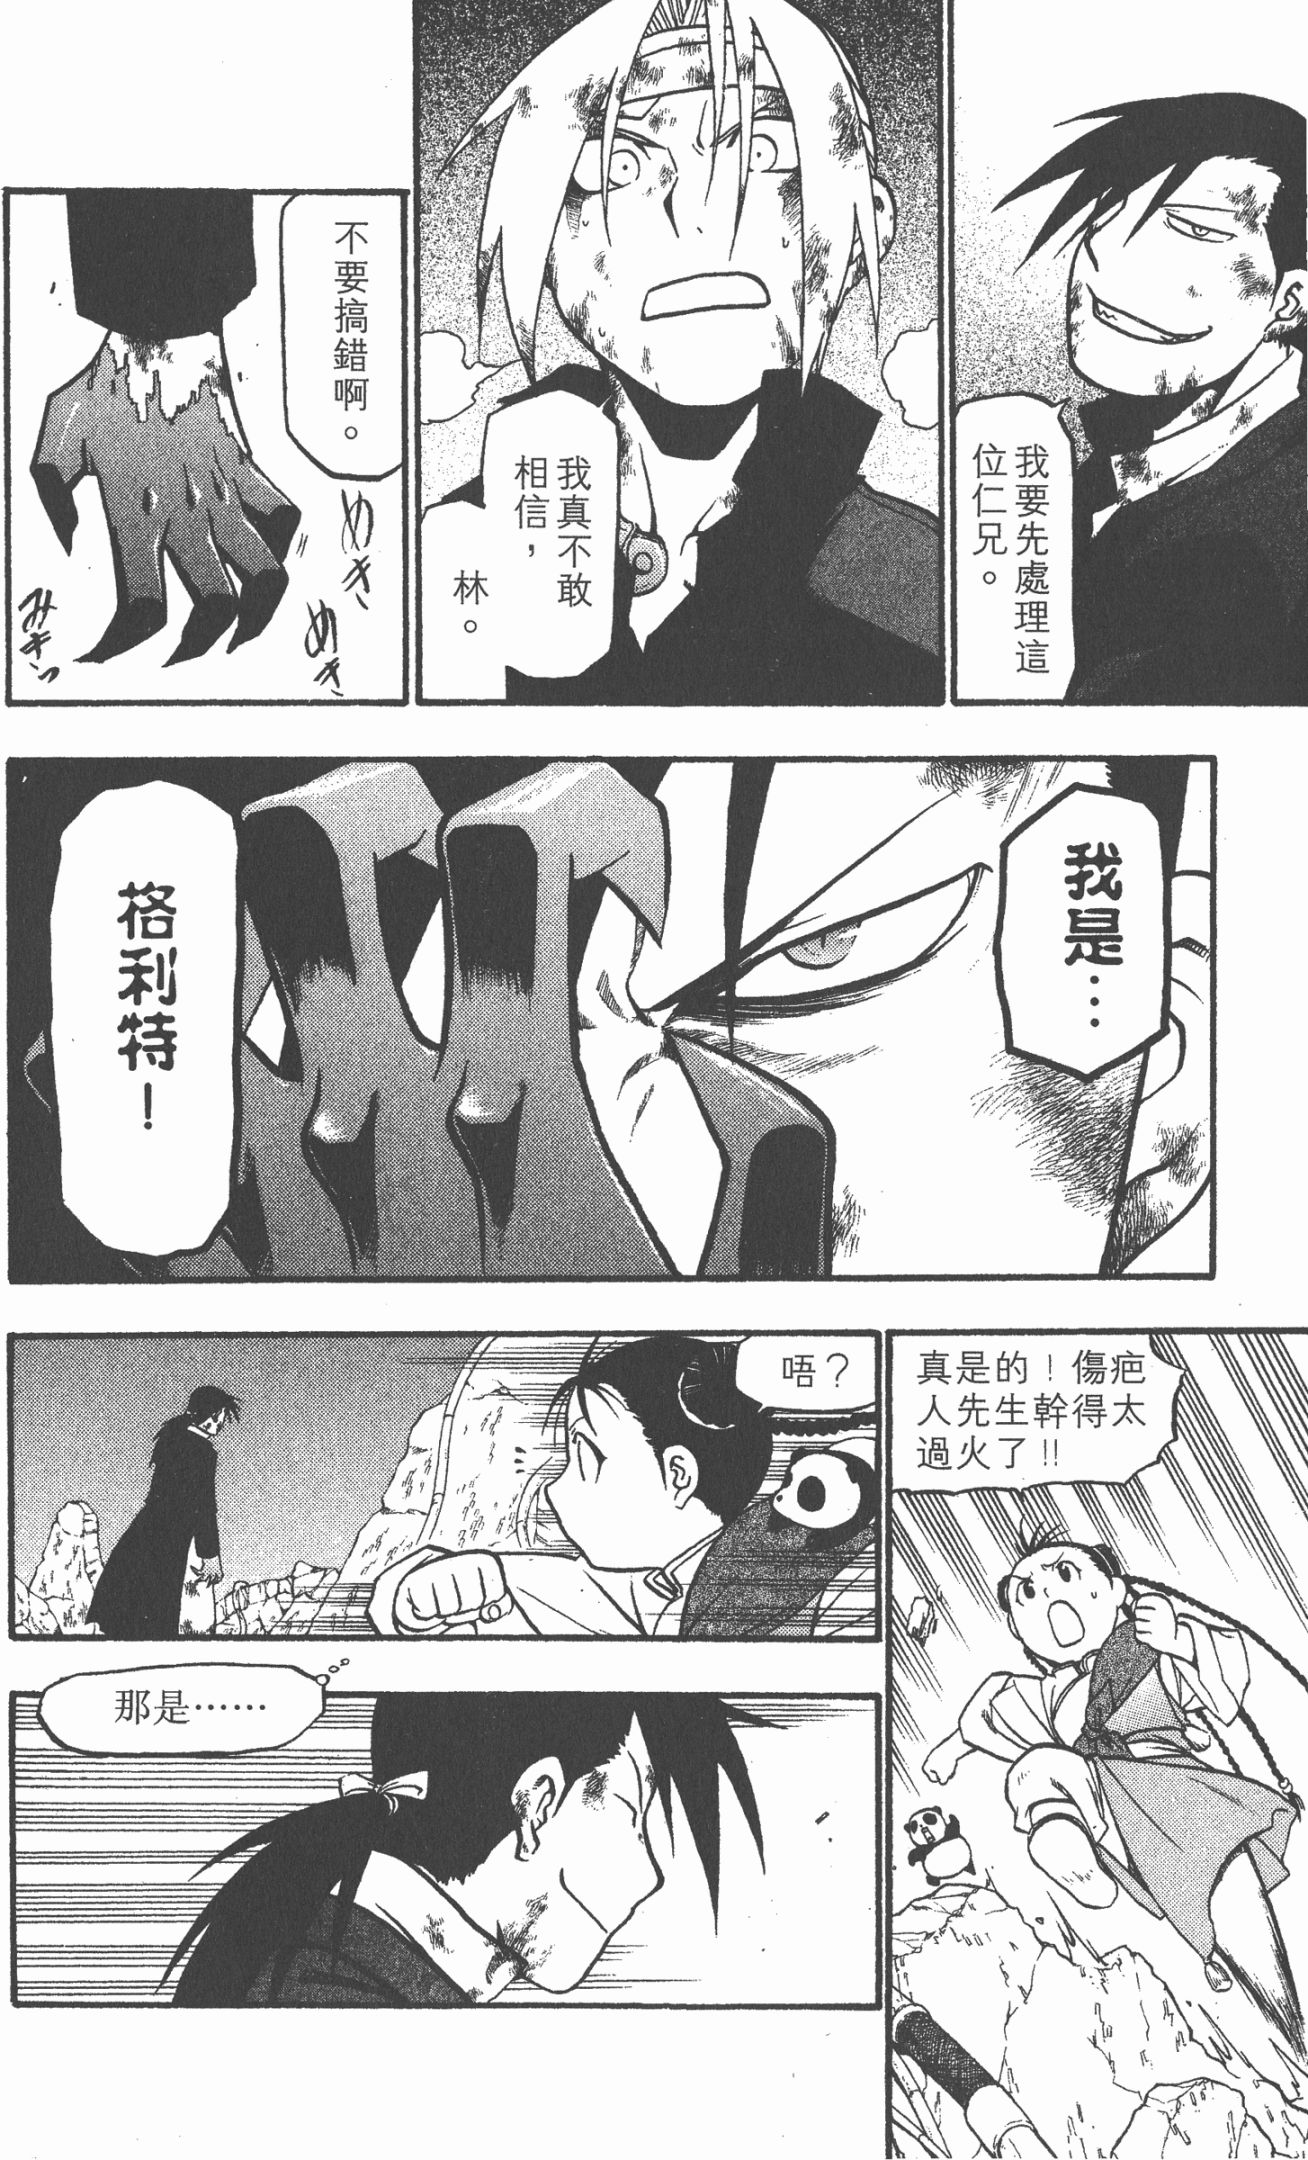 我要先處理這
位仁兄。
我真不敢
相信，
林。
不要搞錯啊。
めき
めき
みきっ
我是…
格利特！
真是的！傷疤
人先生幹得太
過火了!!
唔？
那是……